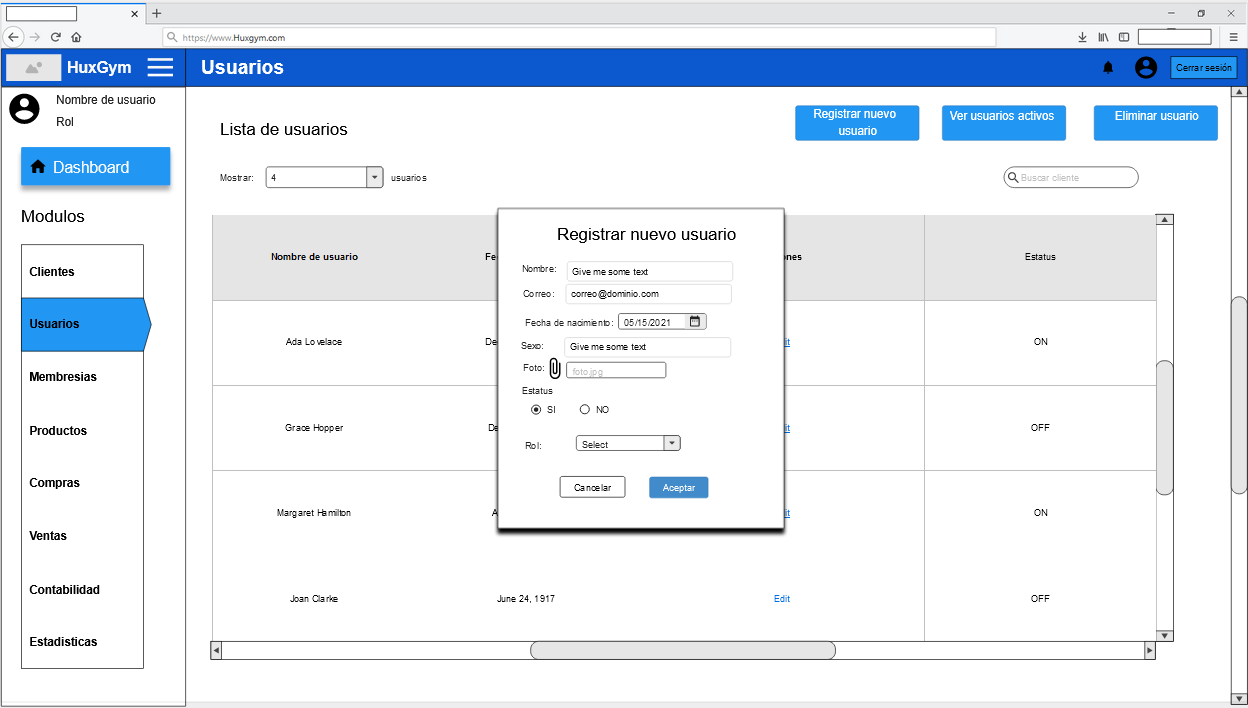 https://www.Huxgym.com
HuxGym
Usuarios
Cerrar sesión
Nombre de usuario
Rol
Dashboard
Modulos
Clientes
Usuarios
Membresias
Productos
Compras
Ventas
Contabilidad
Estadisticas
Lista de usuarios
Registrar nuevo
usuario
Ver usuarios activos
Eliminar usuario
Mostrar:
4
usuarios
Buscar cliente
Nombre de usuario
Fe
nes
Estatus
Ada Lovelace
De
it
ON
Grace Hopper
De
it
OFF
Margaret Hamilton
A
it
ON
Joan Clarke
June 24, 1917
Edit
OFF
Registrar nuevo usuario
Nombre:
Give me some text
Correo:
correo@dominio.com
Fecha de nacimiento:
05/15/2021
Sexo:
Give me some text
Foto:
foto.jpg
Estatus
SI
NO
Rol:
Select
Cancelar
Aceptar